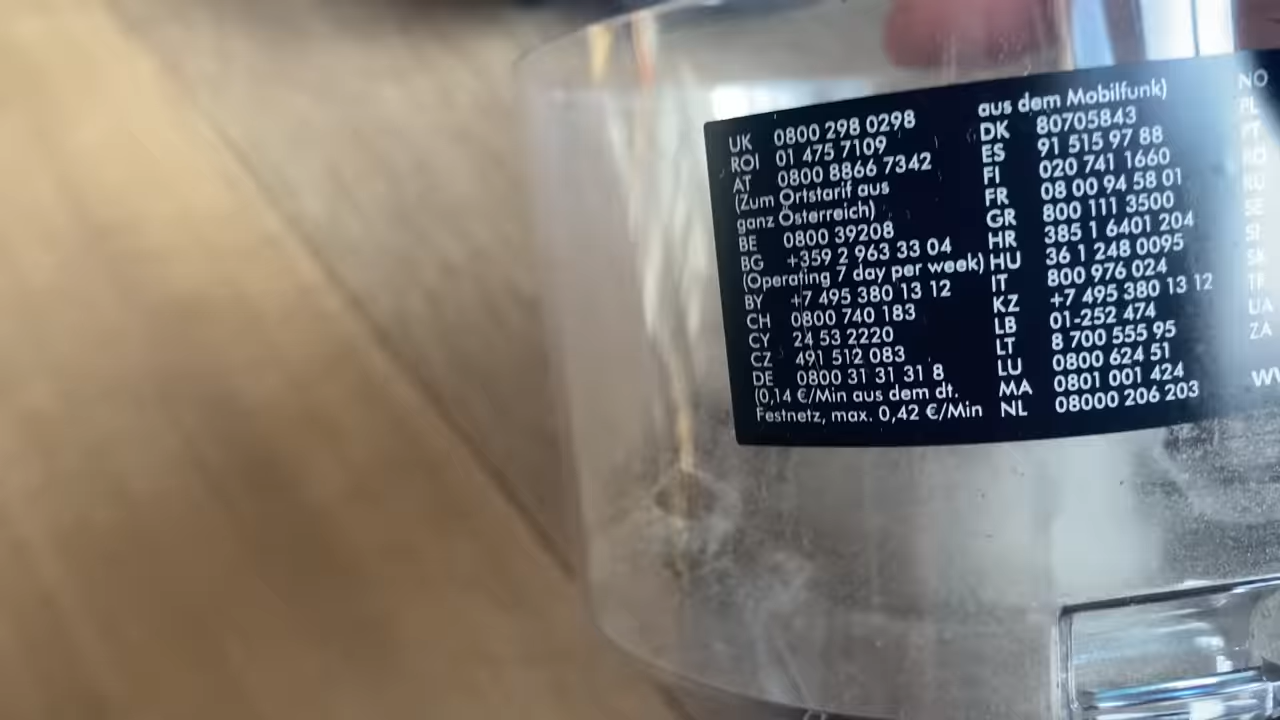 UK 0800 298 0298
ROI 01 475 7109
AT 0800 8866 7342
(Zum Ortstarif aus
ganz Österreich)
BE 0800 39208
BG +359 2 963 33 04
(Operating 7 day per week)
BY +7 495 380 13 12
CH 0800 740 183
CY 24 53 2220
CZ 491 512 083
DE 0800 31 31 31 8
(0,14 €/Min aus dem dt.
Festnetz, max. 0,42 €/Min
aus dem Mobilfunk)
DK 80705843
ES 91 515 97 88
FI 020 741 1660
FR 08 00 94 58 01
GR 800 111 3500
HR 385 1 6401 204
HU 36 1 248 0095
IT 800 976 024
KZ +7 495 380 13 12
LB 01-252 474
LT 8 700 555 95
LU 0800 624 51
MA 0801 001 424
NL 08000 206 203
NO
PL
PT
RO
RU
SE
SI
SK
TR
UA
ZA